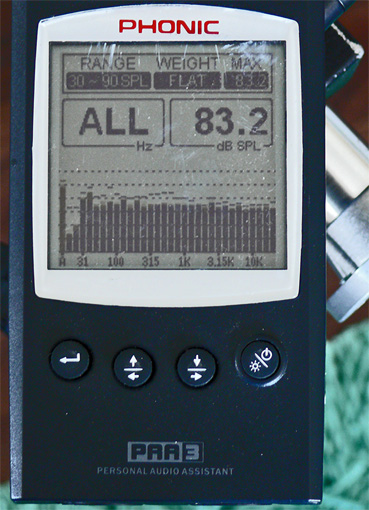 PHONIC
RANGE WEIGHT MAX
30 ~ 90 SPL FLAT 83.2
ALL Hz 83.2 dB SPL
A 31 100 315 1K 3.15K 10K
PAA3
PERSONAL AUDIO ASSISTANT